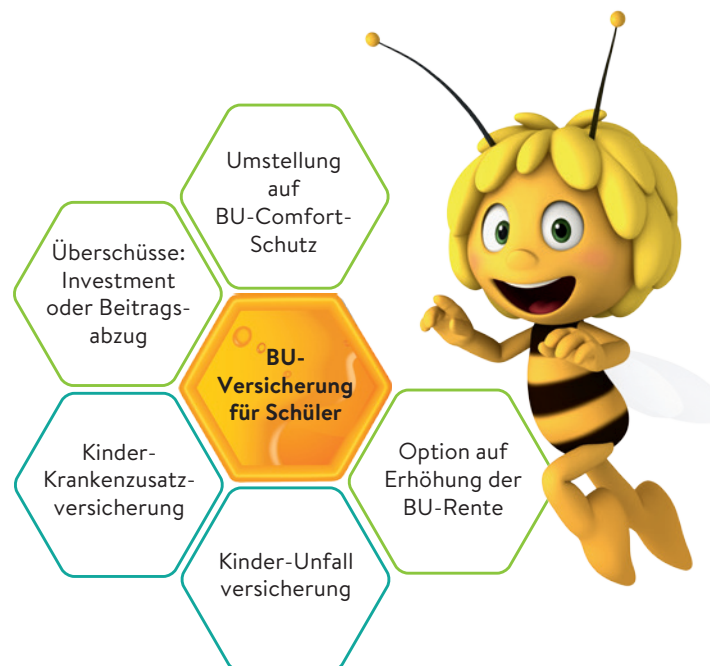 Umstellung
auf
BU-Comfort-
Schutz
Überschüsse:
Investment
oder Beitrags-
abzug
BU-
Versicherung
für Schüler
Kinder-
Krankenzusatz-
versicherung
Option auf
Erhöhung der
BU-Rente
Kinder-Unfall
versicherung